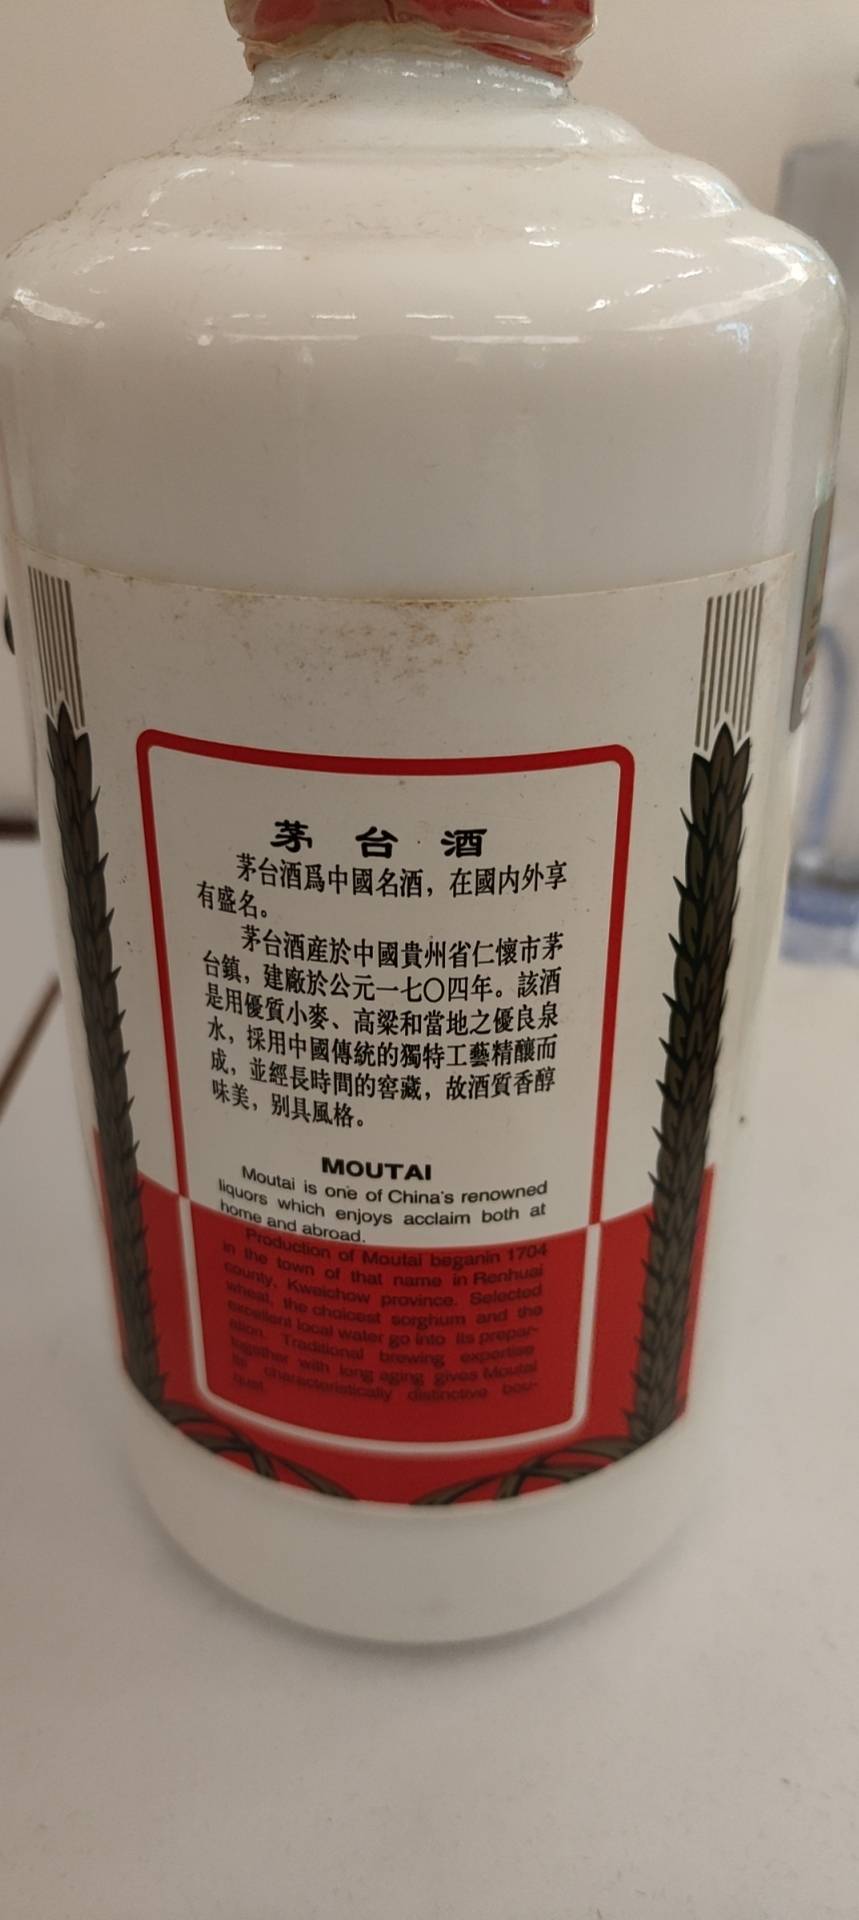 茅台酒
茅台酒爲中國名酒，在國内外享
有盛名。
茅台酒産於中國貴州省仁懷市茅
台鎮，建廠於公元一七〇四年。該酒
是用優質小麥、高梁和當地之優良泉
水，採用中國傳統的獨特工藝精釀而
成，並經長時間的窖藏，故酒質香醇
味美，别具風格。
MOUTAI
Moutai is one of China's renowned
liquors which enjoys acclaim both at
home and abroad.
Production of Moutai beganin 1704
in the town of that name in Renhuai
county, Kweichow province. Selected
wheat, the choicest sorghum and the
excellent local water go into its prepar-
ation. Traditional brewing expertise
together with long aging gives Moutai
its characteristically distinctive bou-
quet.